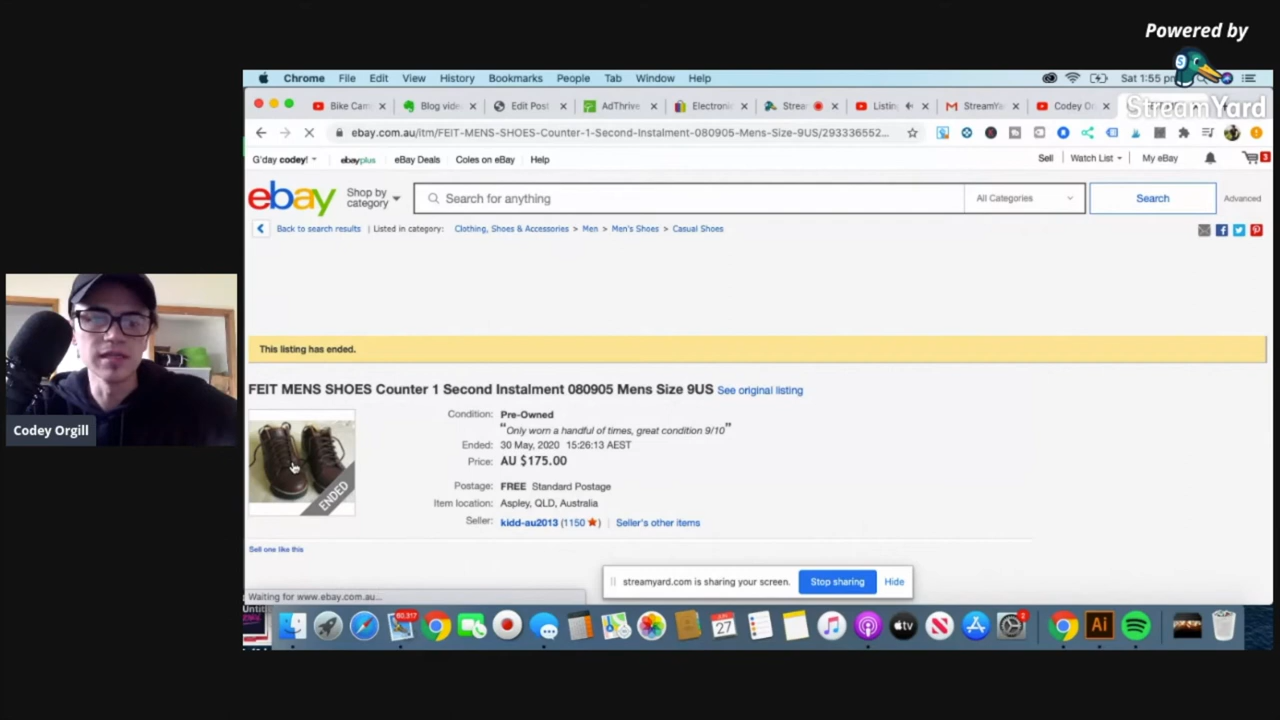 Powered by
StreamYard
Chrome File Edit View History Bookmarks People Tab Window Help
Sat 1:55
Bike Cam Blog vide Edit Post AdThrive Electroni Strea Listin StreamY Codey Or
ebay.com.au/itm/FEIT-MENS-SHOES-Counter-1-Second-Instalment-080905-Mens-Size-9US/293336552...
G'day codey! ebayplus eBay Deals Coles on eBay Help Sell Watch List My eBay 3
ebay Shop by category Search for anything All Categories Search Advanced
Back to search results | Listed in category: Clothing, Shoes & Accessories > Men > Men's Shoes > Casual Shoes
This listing has ended.
FEIT MENS SHOES Counter 1 Second Instalment 080905 Mens Size 9US See original listing
Condition: Pre-Owned
"Only worn a handful of times, great condition 9/10"
Ended: 30 May, 2020 15:26:13 AEST
Price: AU $175.00
ENDED
Postage: FREE Standard Postage
Item location: Aspley, QLD, Australia
Seller: kidd-au2013 (1150) | Seller's other items
Sell one like this
Codey Orgill
streamyard.com is sharing your screen. Stop sharing Hide
Waiting for www.ebay.com.au...
27
tv
Ai